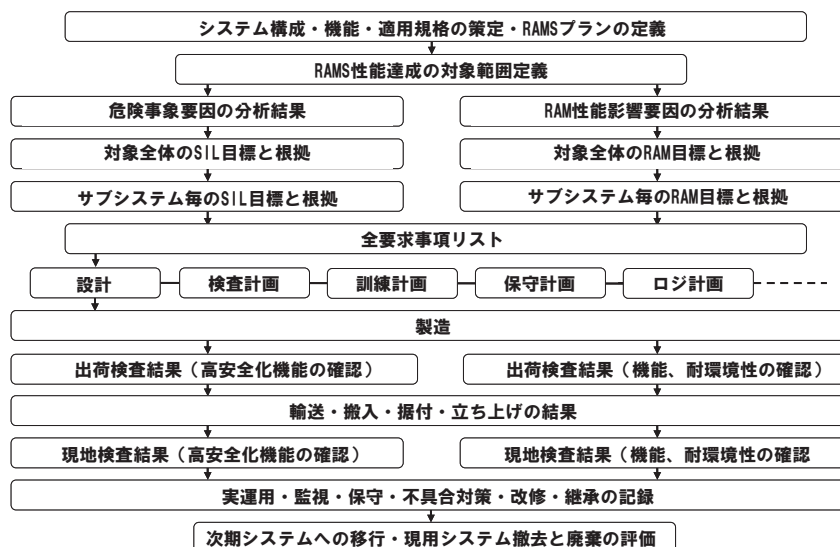 システム構成・機能・適用規格の策定・RAMSプランの定義
RAMS性能達成の対象範囲定義
危険事象要因の分析結果
RAM性能影響要因の分析結果
対象全体のSIL目標と根拠
対象全体のRAM目標と根拠
サブシステム毎のSIL目標と根拠
サブシステム毎のRAM目標と根拠
全要求事項リスト
設計
検査計画
訓練計画
保守計画
ロジ計画
製造
出荷検査結果（高安全化機能の確認）
出荷検査結果（機能、耐環境性の確認）
輸送・搬入・据付・立ち上げの結果
現地検査結果（高安全化機能の確認）
現地検査結果（機能、耐環境性の確認
実運用・監視・保守・不具合対策・改修・継承の記録
次期システムへの移行・現用システム撤去と廃棄の評価